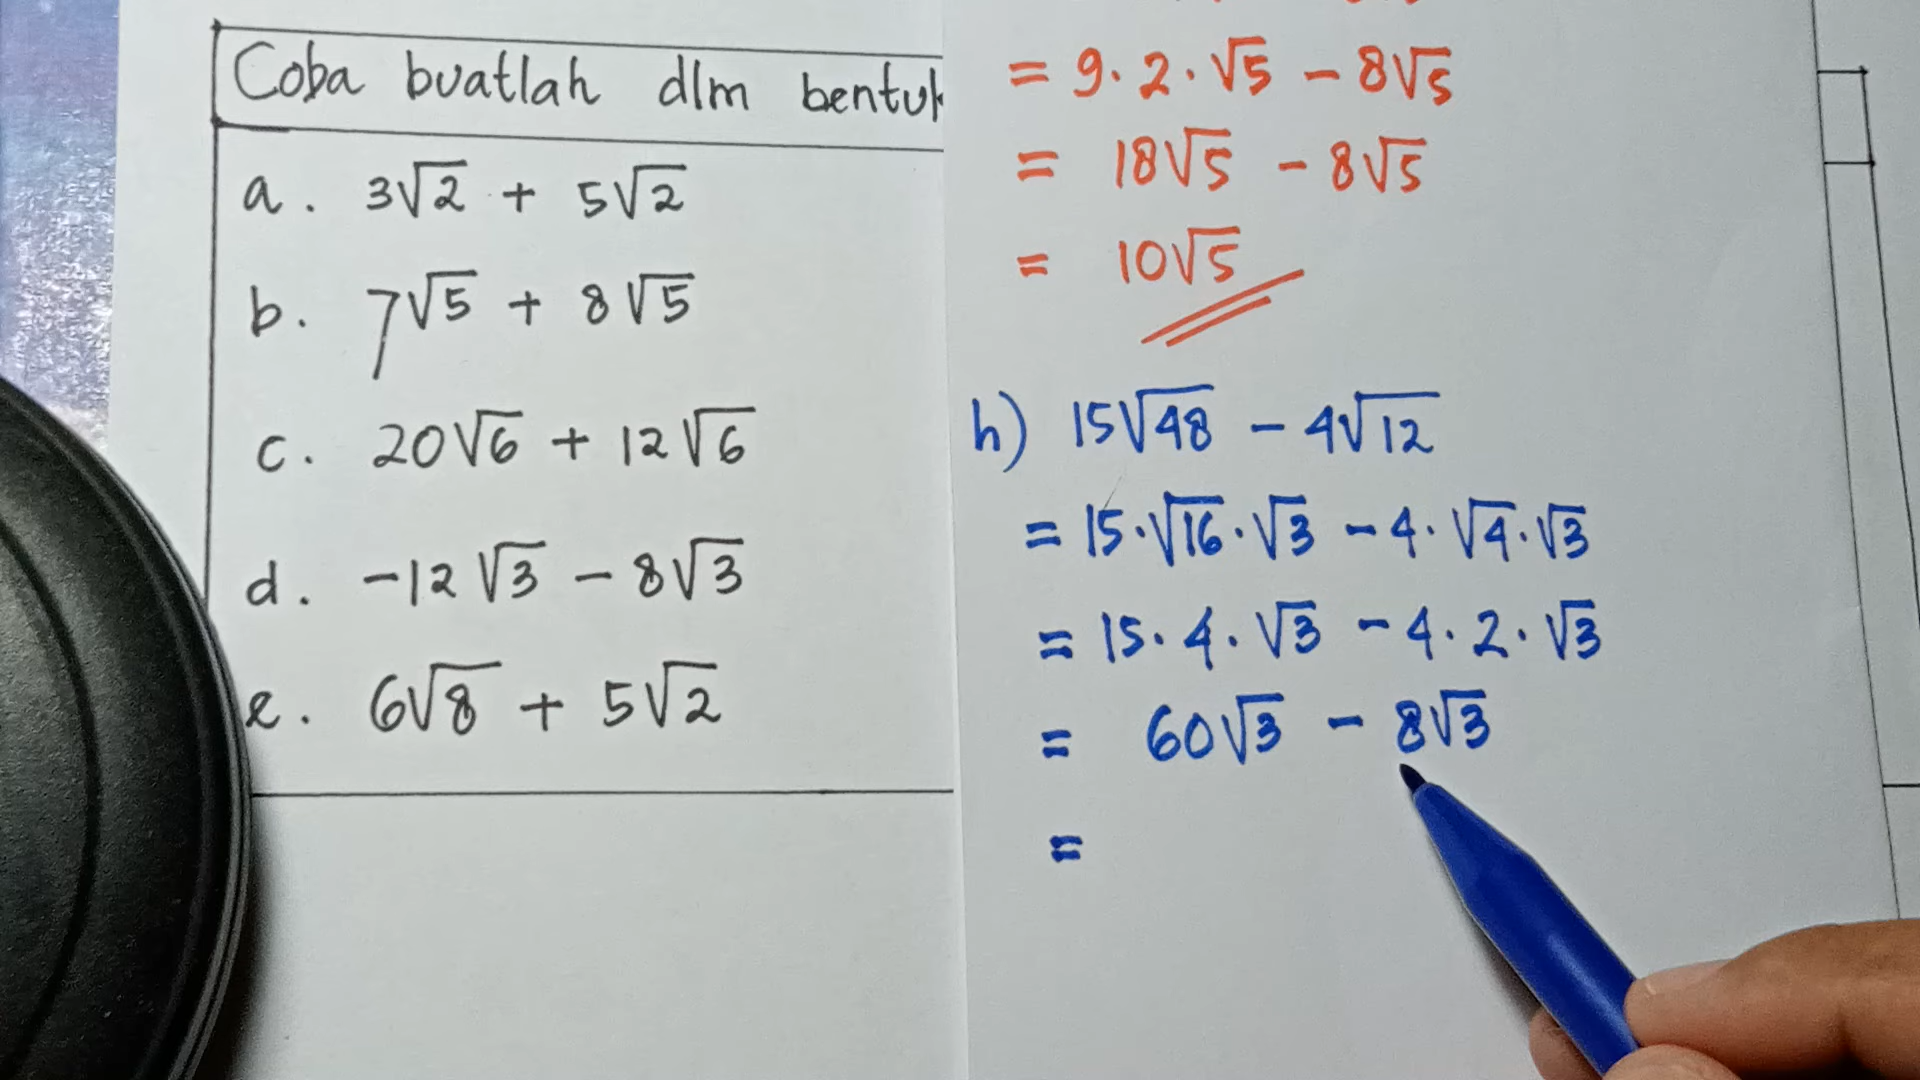 Coba buatlah dlm
a. 3√2 + 5√2
b. 7√5 + 8√5
c. 20√6 + 12√6
d. -12√3 - 8√3
e. 6√8 + 5√2
= 9·2·√5 - 8√5
= 18√5 - 8√5
= 10√5
h) 15√48 - 4√12
= 15·√16·√3 - 4·√4·√3
= 15·4·√3 - 4·2·√3
= 60√3 - 8√3
=